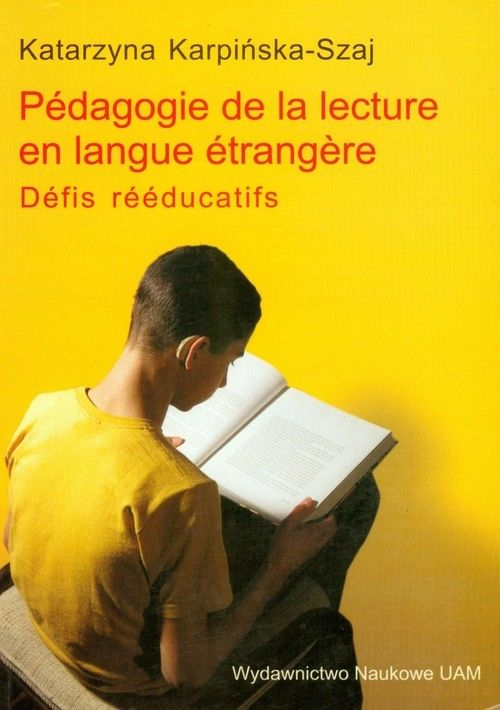 Katarzyna Karpińska-Szaj
Pédagogie de la lecture
en langue étrangère
Défis rééducatifs
Wydawnictwo Naukowe UAM